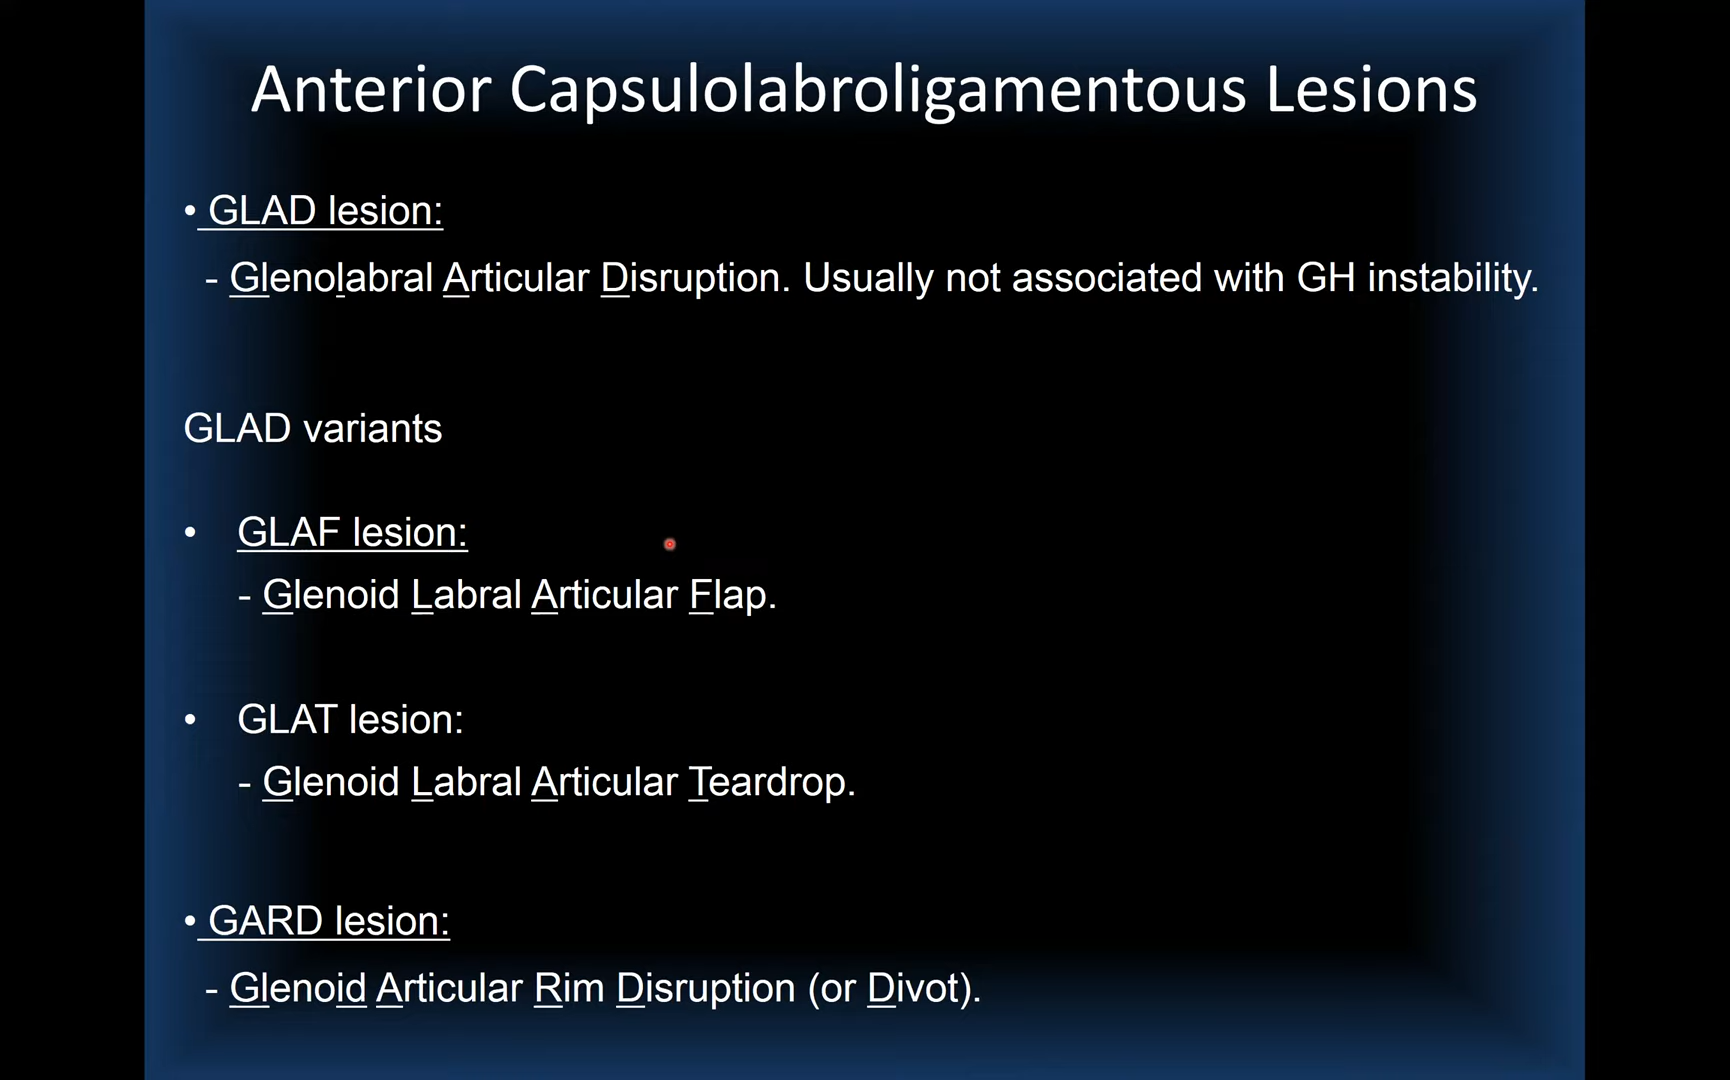 Anterior Capsulolabroligamentous Lesions
• GLAD lesion:
- Glenolabral Articular Disruption. Usually not associated with GH instability.
GLAD variants
• GLAF lesion:
- Glenoid Labral Articular Flap.
• GLAT lesion:
- Glenoid Labral Articular Teardrop.
• GARD lesion:
- Glenoid Articular Rim Disruption (or Divot).